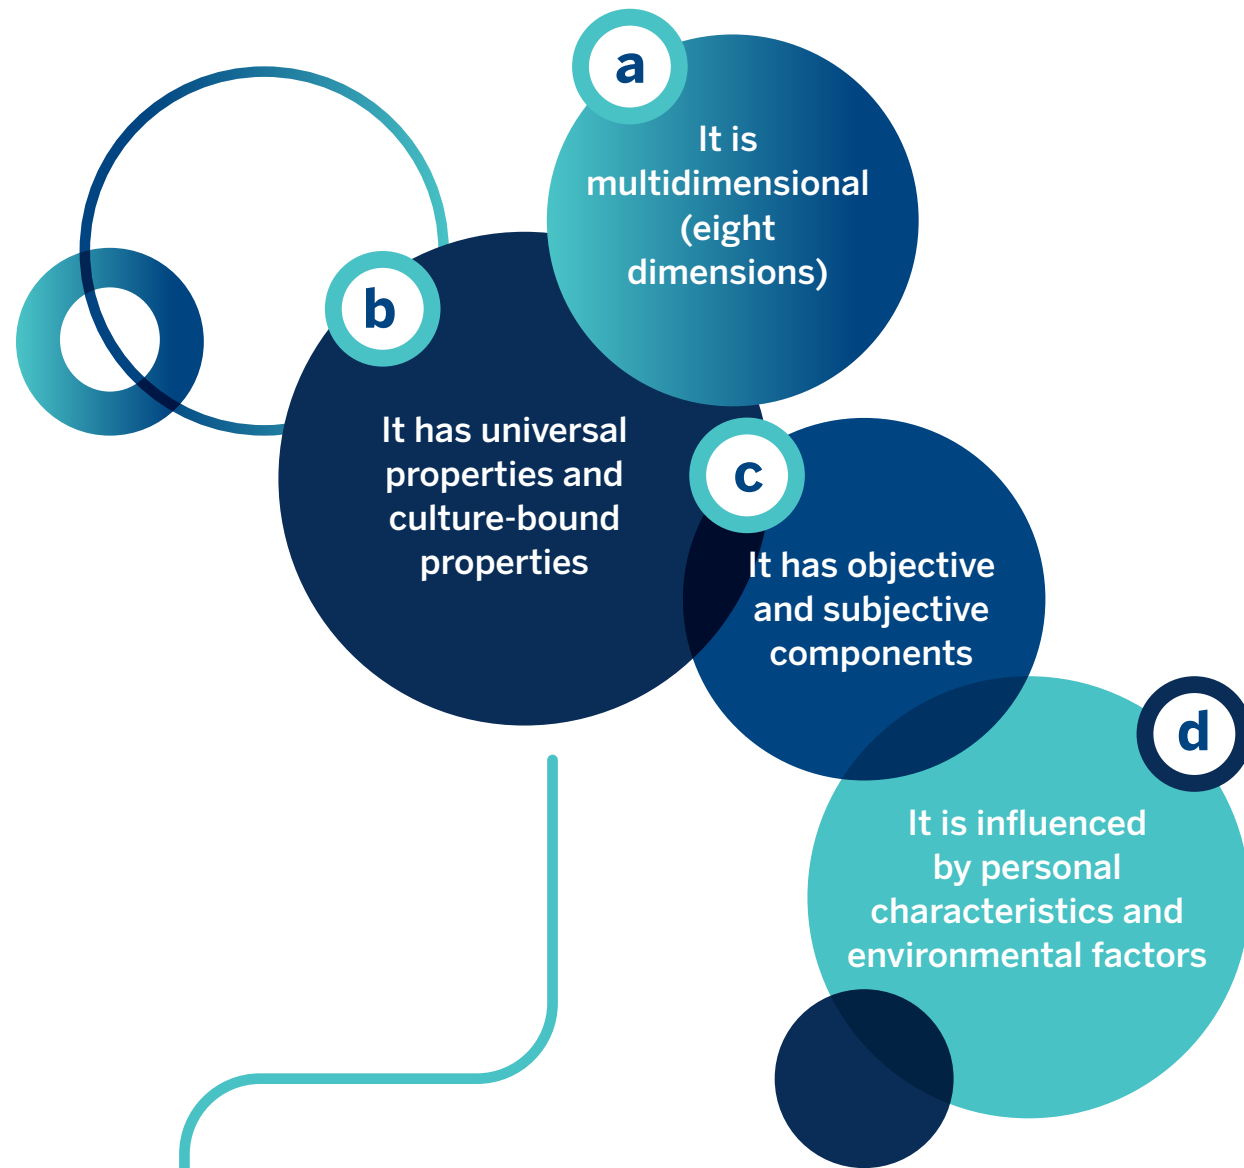 a
It is
multidimensional
(eight
dimensions)
b
It has universal
properties and
culture-bound
properties
c
It has objective
and subjective
components
d
It is influenced
by personal
characteristics and
environmental factors